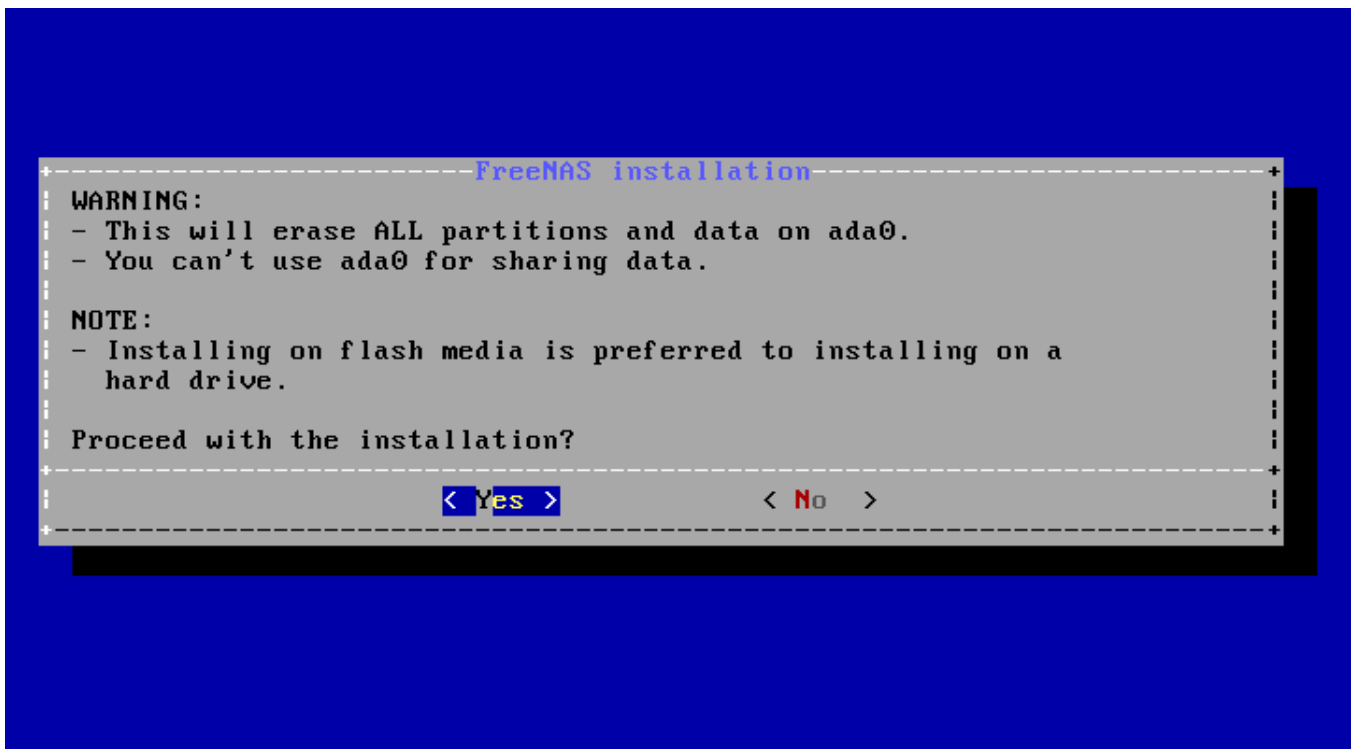 FreeNAS installation
WARNING:
- This will erase ALL partitions and data on ada0.
- You can't use ada0 for sharing data.
NOTE:
- Installing on flash media is preferred to installing on a
hard drive.
Proceed with the installation?
< Yes > < No >